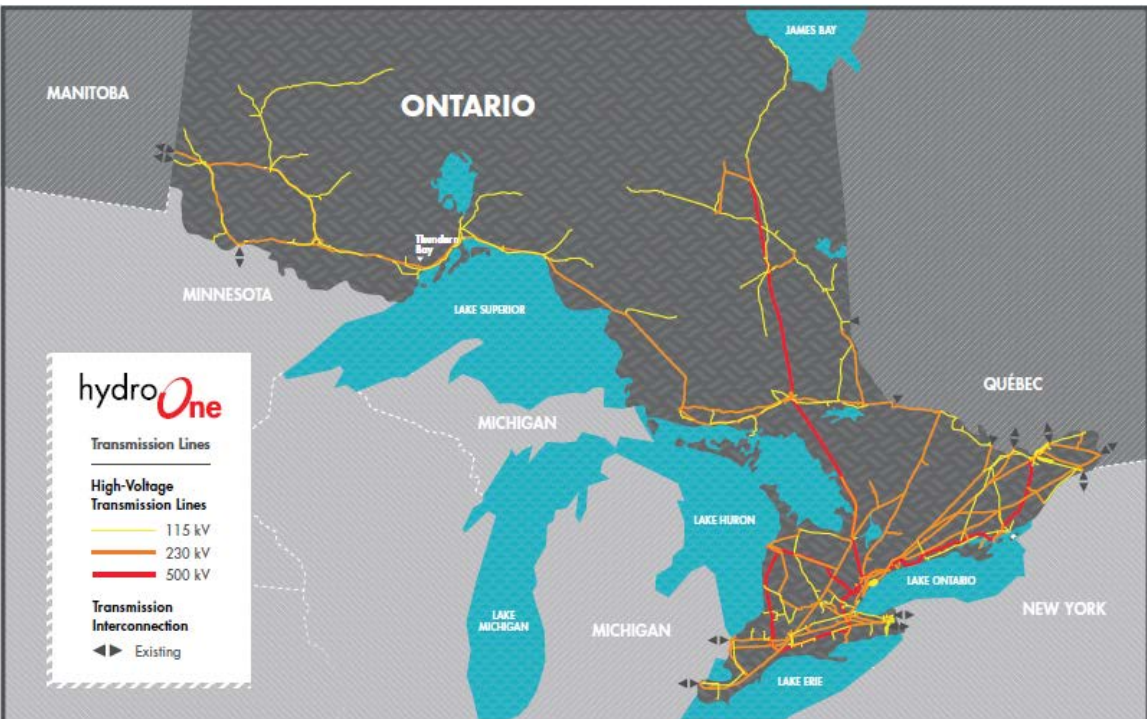 JAMES BAY
MANITOBA
ONTARIO
Thunder
Bay
MINNESOTA
LAKE SUPERIOR
QUÉBEC
MICHIGAN
hydroOne
Transmission Lines
High-Voltage
Transmission Lines
115 kV
230 kV
500 kV
Transmission
Interconnection
Existing
LAKE HURON
LAKE ONTARIO
NEW YORK
LAKE
MICHIGAN
MICHIGAN
LAKE ERIE